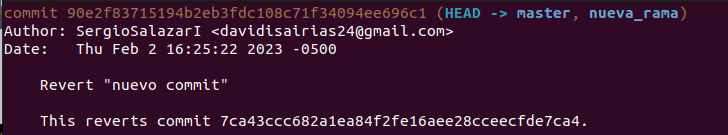 commit 90e2f83715194b2eb3fdc108c71f34094ee696c1 (HEAD -> master, nueva_rama)
Author: SergioSalazarI <davidisairias24@gmail.com>
Date:   Thu Feb 2 16:25:22 2023 -0500
    Revert "nuevo commit"
    This reverts commit 7ca43ccc682a1ea84f2fe16aee28cceecfde7ca4.